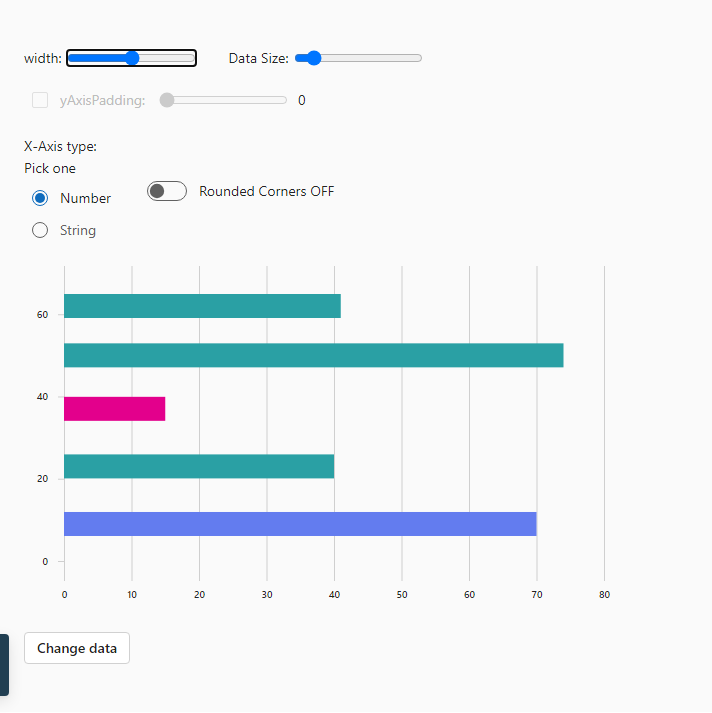 width: Data Size:
yAxisPadding: 0
X-Axis type:
Pick one
Number Rounded Corners OFF
String
60
40
20
0
0 10 20 30 40 50 60 70 80
Change data